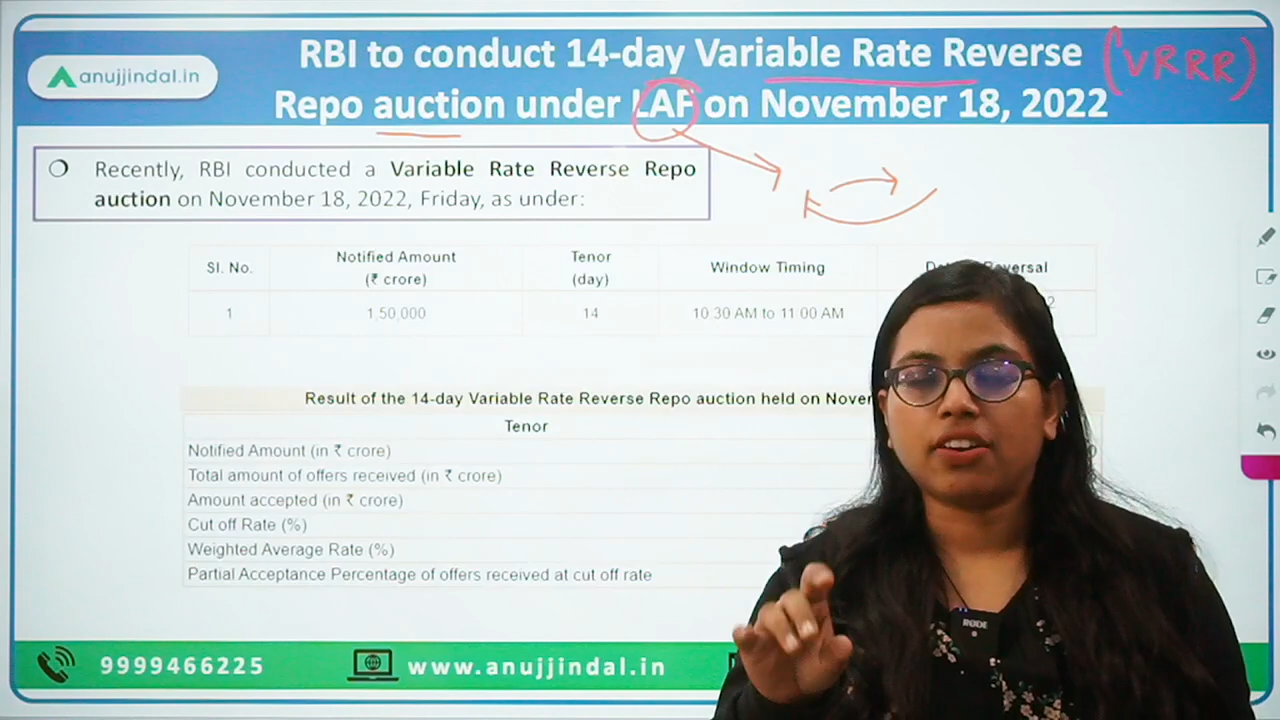 anujjindal.in
RBI to conduct 14-day Variable Rate Reverse (VRRR)
Repo auction under LAF on November 18, 2022
Recently, RBI conducted a Variable Rate Reverse Repo
auction on November 18, 2022, Friday, as under:
Sl. No. Notified Amount (₹ crore) Tenor (day) Window Timing Reversal
1 1,50,000 14 10:30 AM to 11:00 AM
Result of the 14-day Variable Rate Reverse Repo auction held on
Tenor
Notified Amount (in ₹ crore)
Total amount of offers received (in ₹ crore)
Amount accepted (in ₹ crore)
Cut off Rate (%)
Weighted Average Rate (%)
Partial Acceptance Percentage of offers received at cut off rate
RODE
9999466225 www.anujjindal.in